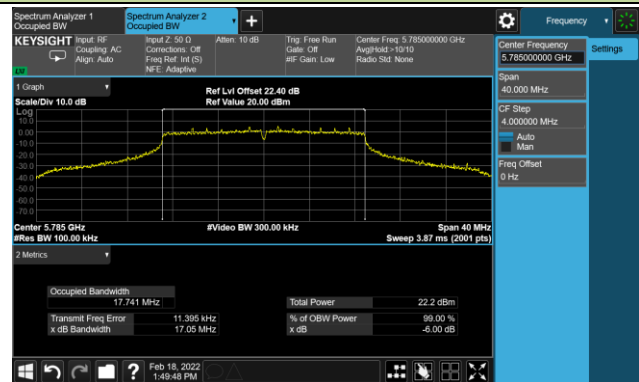 Spectrum Analyzer 1
Occupied BW
Spectrum Analyzer 2
Occupied BW
Frequency
KEYSIGHT
Input: RF
Coupling: AC
Align: Auto
Input Z: 50 Ω
Corrections: Off
Freq Ref: Int (S)
NFE: Adaptive
Atten: 10 dB
Trig: Free Run
Gate: Off
#IF Gain: Low
Center Freq: 5.785000000 GHz
Avg|Hold:>10/10
Radio Std: None
Center Frequency
5.785000000 GHz
Settings
Span
40.000 MHz
CF Step
4.000000 MHz
Auto
Man
Freq Offset
0 Hz
1 Graph
Scale/Div 10.0 dB
Ref Lvl Offset 22.40 dB
Ref Value 20.00 dBm
Log
10.0
0.00
-10.0
-20.0
-30.0
-40.0
-50.0
-60.0
-70.0
Center 5.785 GHz
#Res BW 100.00 kHz
#Video BW 300.00 kHz
Span 40 MHz
Sweep 3.87 ms (2001 pts)
2 Metrics
Occupied Bandwidth
17.741 MHz
Total Power
22.2 dBm
Transmit Freq Error
11.395 kHz
% of OBW Power
99.00 %
x dB Bandwidth
17.05 MHz
x dB
-6.00 dB
Feb 18, 2022
1:49:48 PM